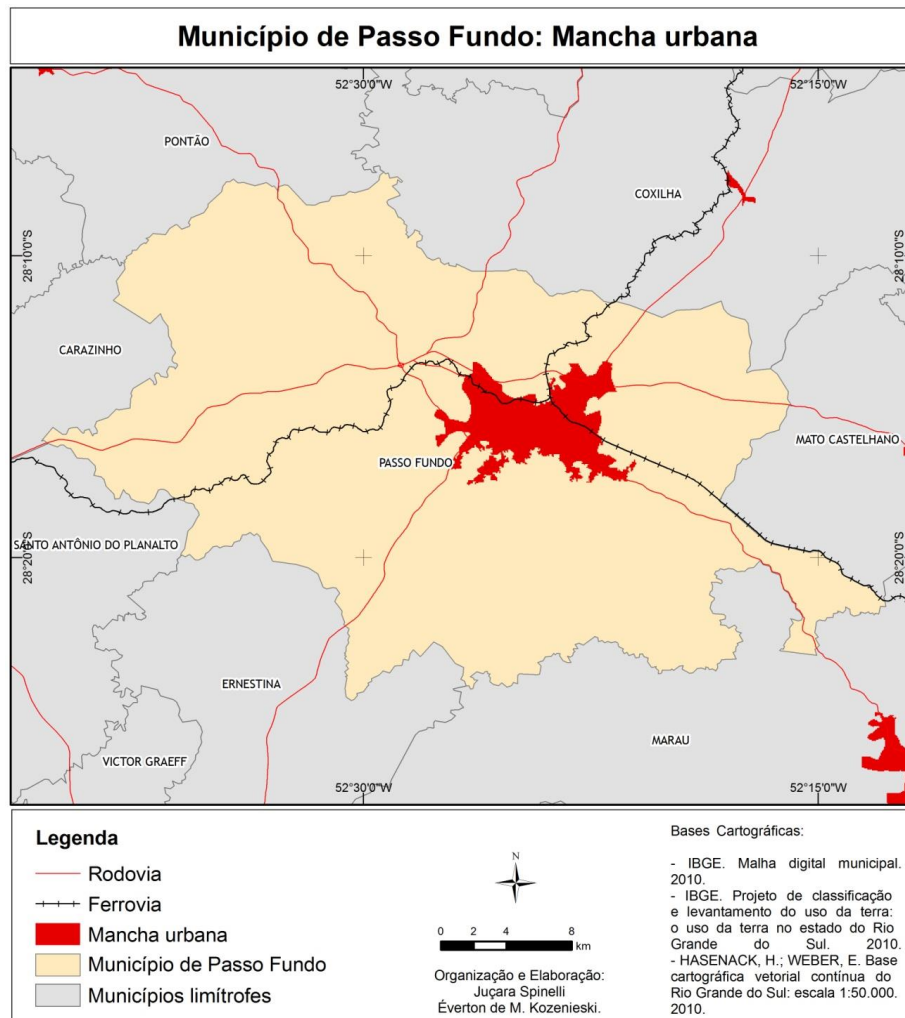 Município de Passo Fundo: Mancha urbana
52°30'0"W
52°15'0"W
PONTÃO
COXILHA
28°10'0"S
28°10'0"S
CARAZINHO
MATO CASTELHANO
PASSO FUNDO
SANTO ANTÔNIO DO PLANALTO
28°20'0"S
28°20'0"S
ERNESTINA
MARAU
VICTOR GRAEFF
52°30'0"W
52°15'0"W
Legenda
Rodovia
Ferrovia
Mancha urbana
Município de Passo Fundo
Municípios limítrofes
N
0 2 4 8
km
Organização e Elaboração:
Juçara Spinelli
Éverton de M. Kozenieski.
Bases Cartográficas:
- IBGE. Malha digital municipal.
2010.
- IBGE. Projeto de classificação
e levantamento do uso da terra:
o uso da terra no estado do Rio
Grande do Sul. 2010.
- HASENACK, H.; WEBER, E. Base
cartográfica vetorial contínua do
Rio Grande do Sul: escala 1:50.000.
2010.